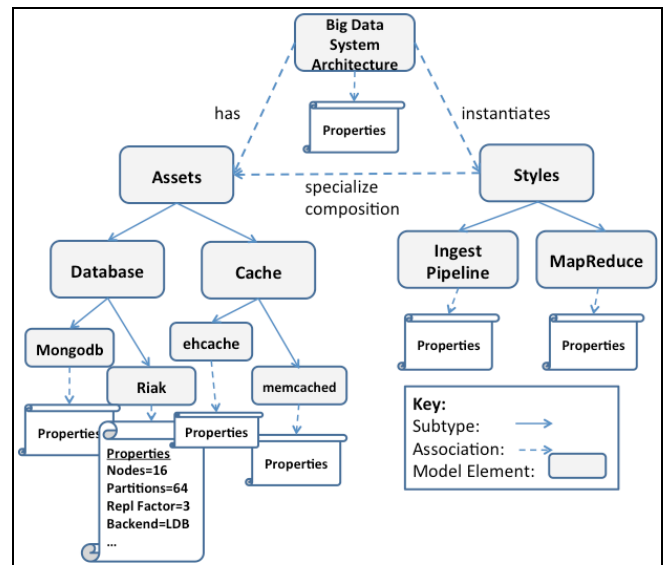 Big Data
System
Architecture
has
instantiates
Properties
Assets
specialize
composition
Styles
Database
Cache
Ingest
Pipeline
MapReduce
Mongodb
Riak
ehcache
memcached
Properties
Properties
Properties
Properties
Properties
Properties
Nodes=16
Partitions=64
Repl Factor=3
Backend=LDB
...
Key:
Subtype:
Association:
Model Element: